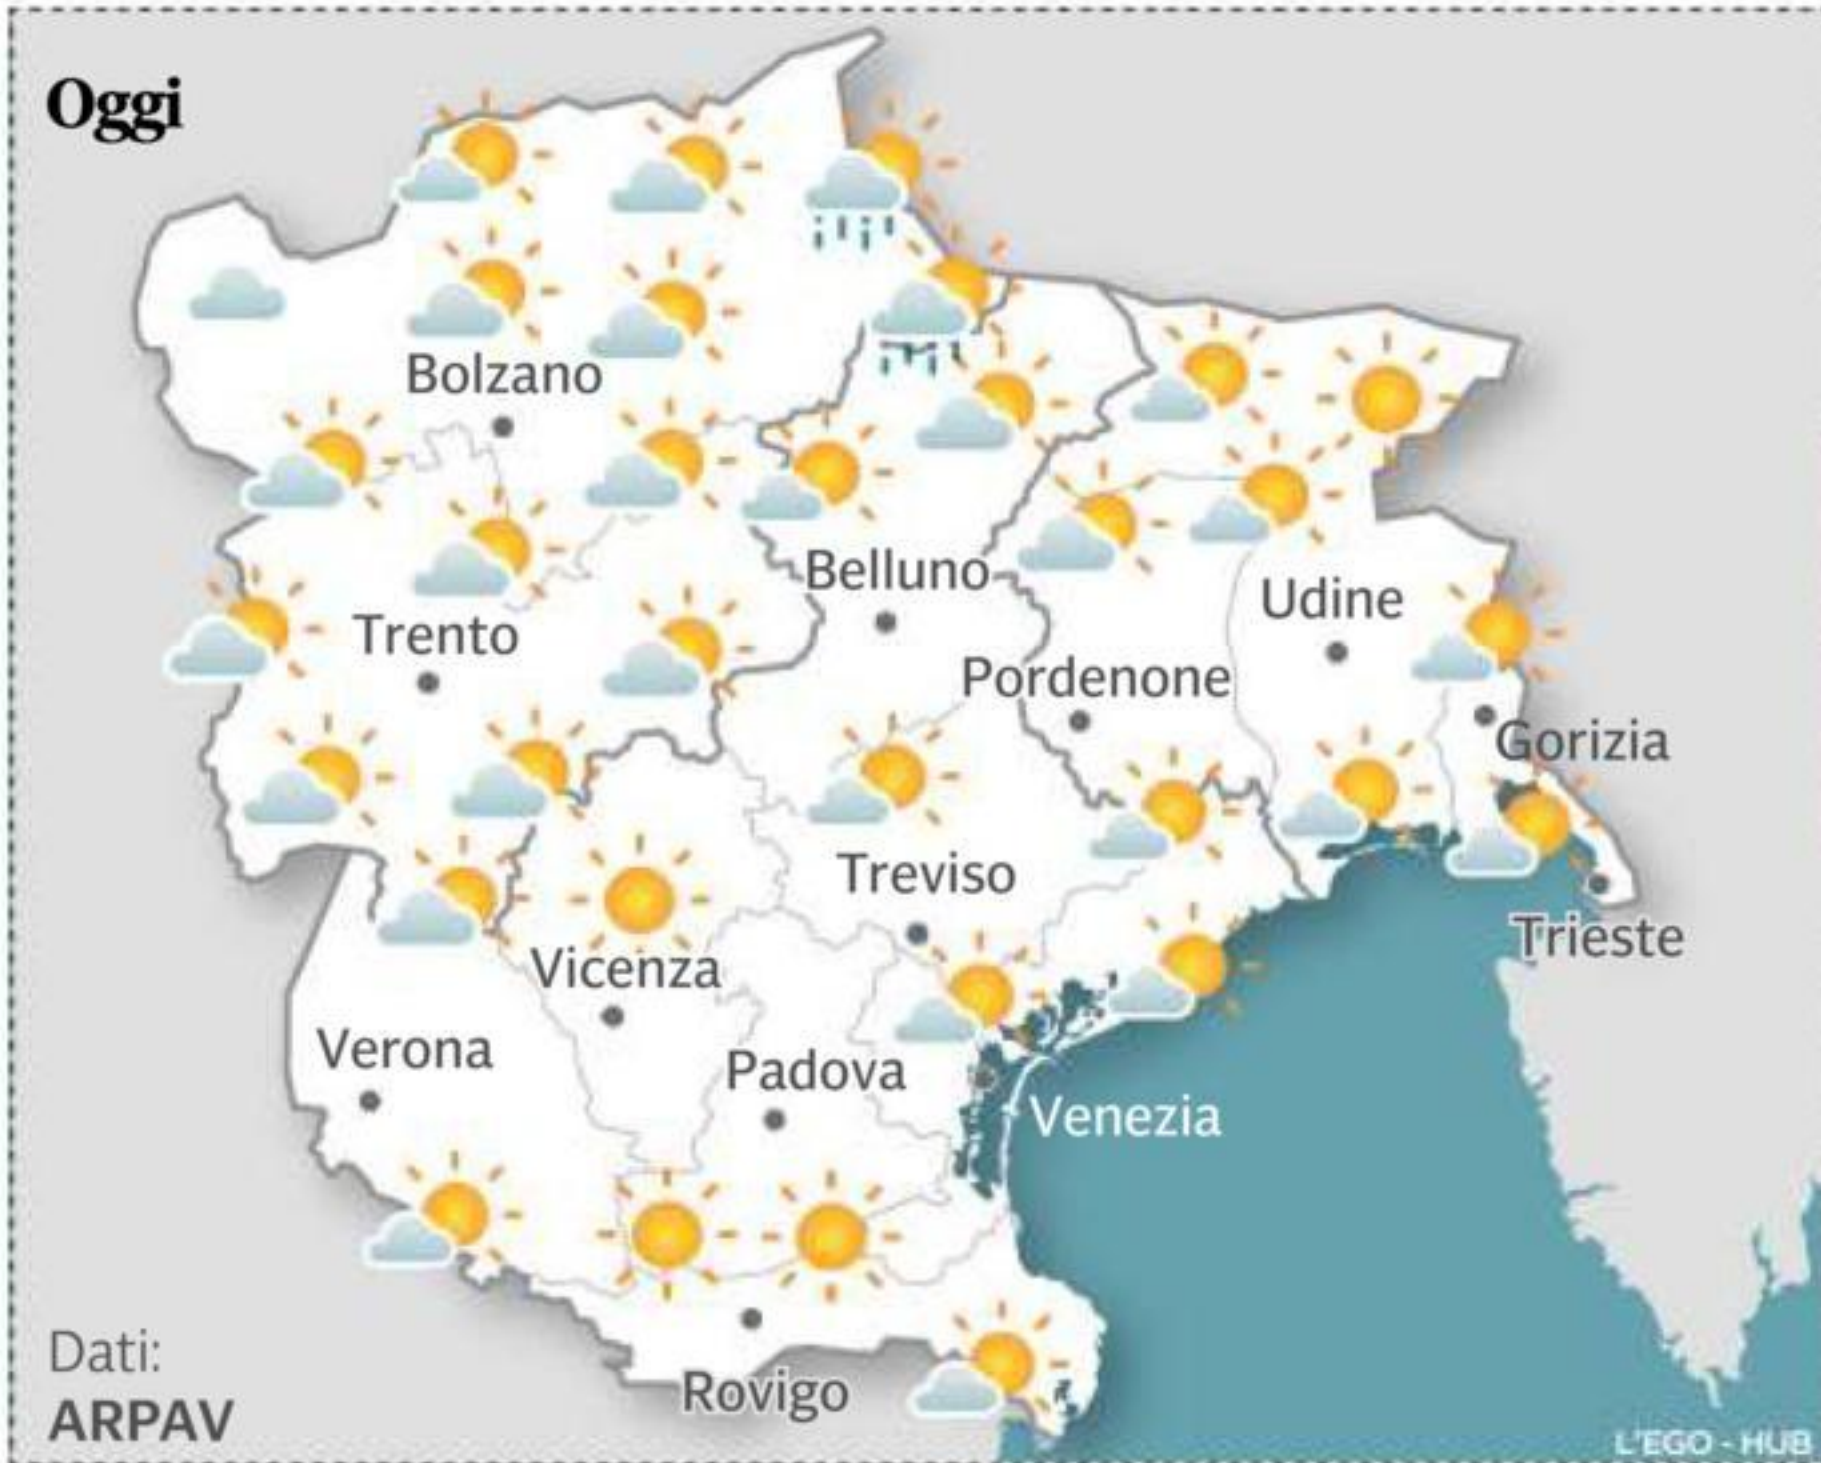 Oggi
Bolzano
Belluno
Udine
Trento
Pordenone
Gorizia
Treviso
Trieste
Vicenza
Verona
Padova
Venezia
Dati:
ARPAV
Rovigo
L'EGO - HUB